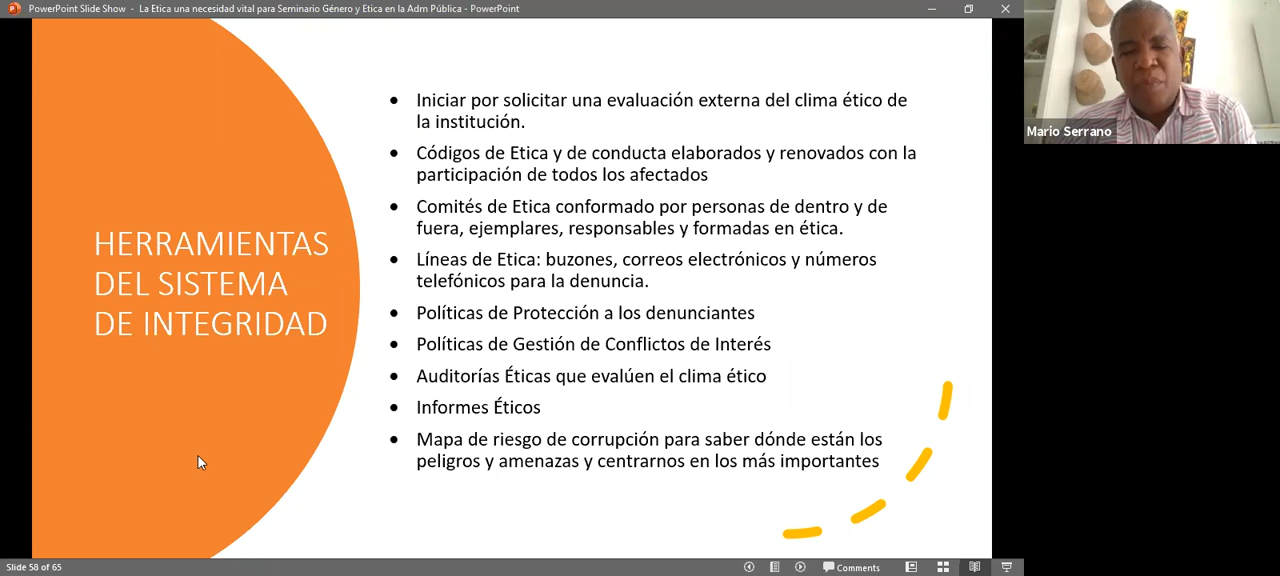 PowerPoint Slide Show - La Etica una necesidad vital para Seminario Género y Etica en la Adm Pública - PowerPoint
HERRAMIENTAS
DEL SISTEMA
DE INTEGRIDAD
• Iniciar por solicitar una evaluación externa del clima ético de
la institución.
• Códigos de Etica y de conducta elaborados y renovados con la
participación de todos los afectados
• Comités de Etica conformado por personas de dentro y de
fuera, ejemplares, responsables y formadas en ética.
• Líneas de Etica: buzones, correos electrónicos y números
telefónicos para la denuncia.
• Políticas de Protección a los denunciantes
• Políticas de Gestión de Conflictos de Interés
• Auditorías Éticas que evalúen el clima ético
• Informes Éticos
• Mapa de riesgo de corrupción para saber dónde están los
peligros y amenazas y centrarnos en los más importantes
Mario Serrano
Slide 58 of 65
Comments